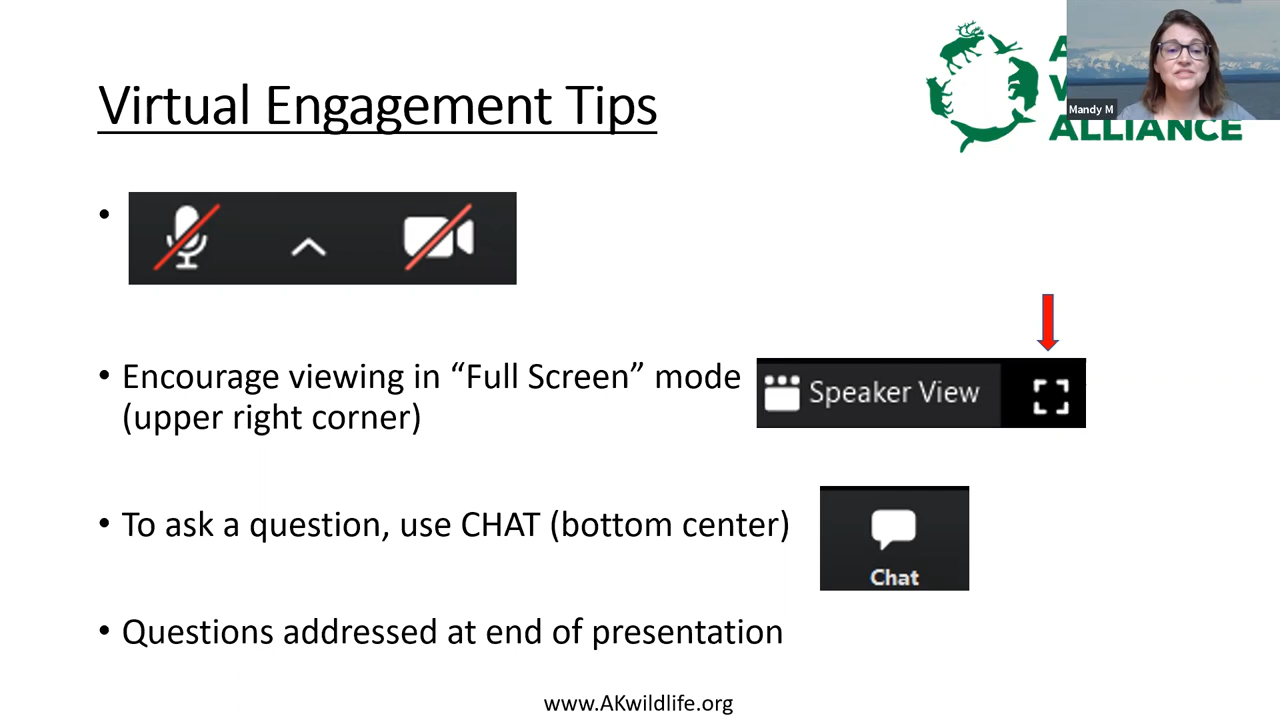 Virtual Engagement Tips
A
W
ALLIANCE
Mandy M
• Encourage viewing in “Full Screen” mode
(upper right corner)
Speaker View
• To ask a question, use CHAT (bottom center)
Chat
• Questions addressed at end of presentation
www.AKwildlife.org